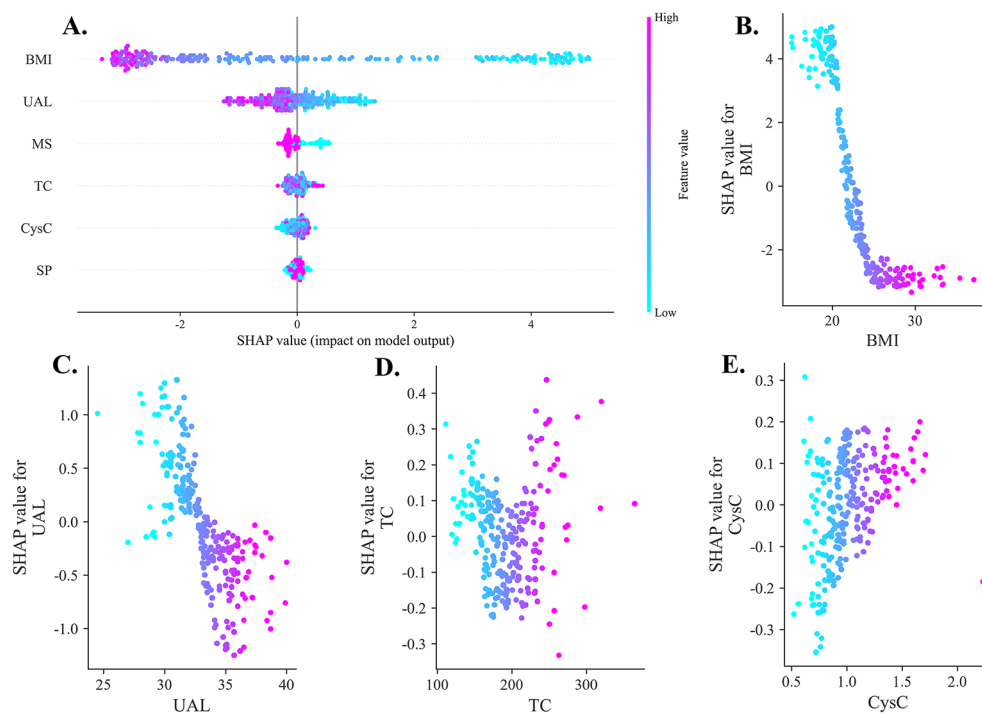 A.
High
BMI
UAL
MS
TC
CysC
SP
Feature value
Low
-2
0
2
4
SHAP value (impact on model output)
B.
SHAP value for
BMI
4
2
0
-2
20
30
BMI
C.
SHAP value for
UAL
1.0
0.5
0.0
-0.5
-1.0
25
30
35
40
UAL
D.
SHAP value for
TC
0.4
0.3
0.2
0.1
0.0
-0.1
-0.2
-0.3
100
200
300
TC
E.
SHAP value for
CysC
0.3
0.2
0.1
0.0
-0.1
-0.2
-0.3
0.5
1.0
1.5
2.0
CysC